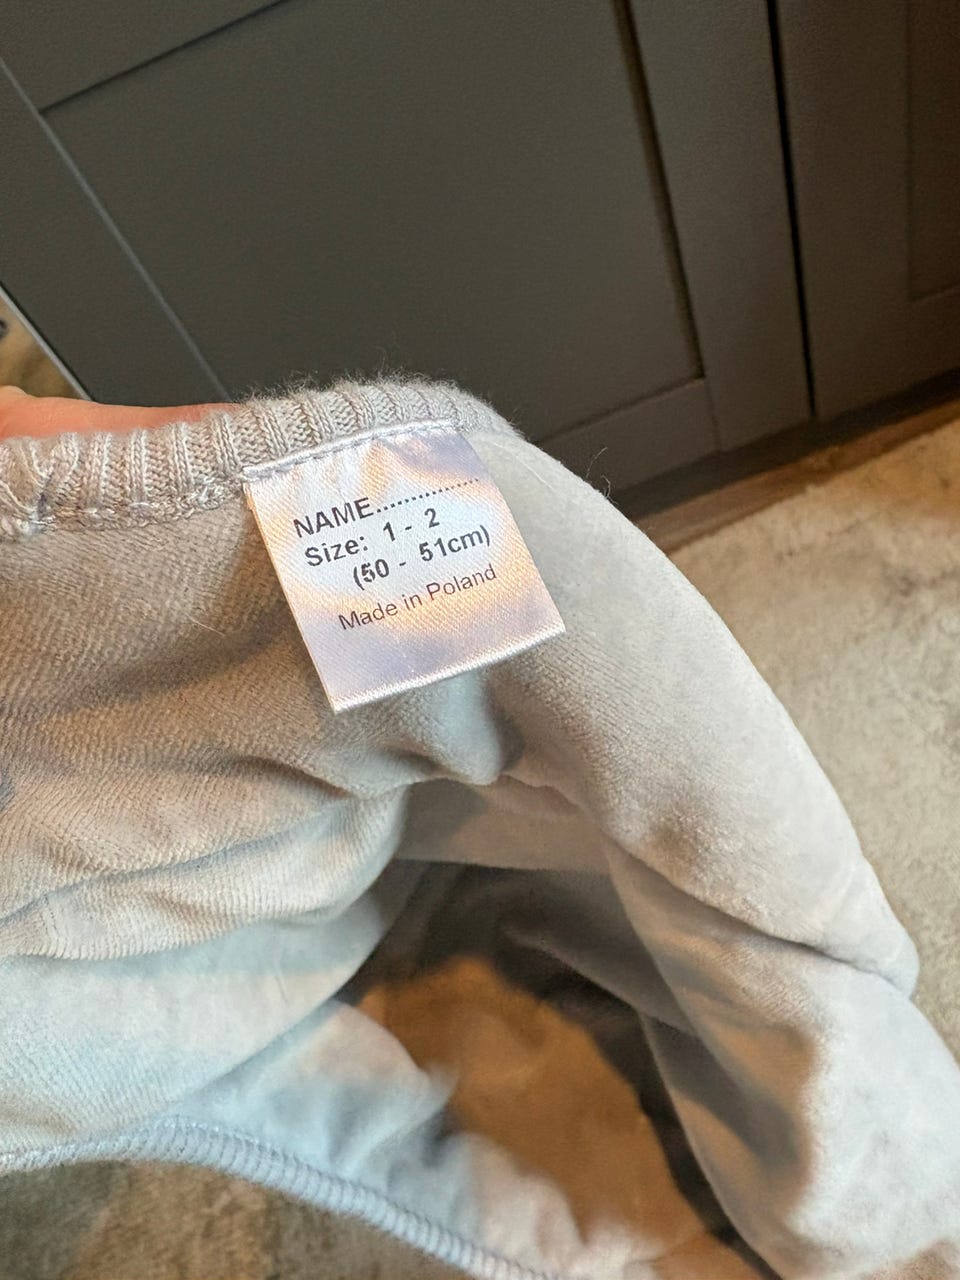 NAME................
Size: 1 - 2
(50 - 51cm)
Made in Poland